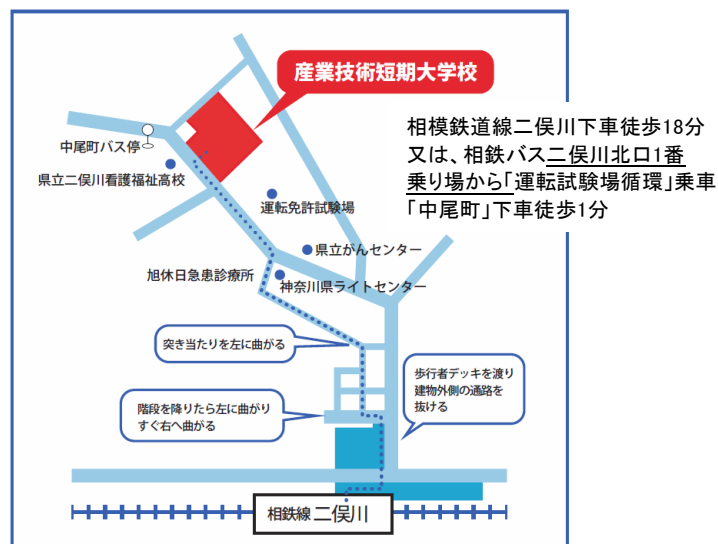 産業技術短期大学校
相模鉄道線二俣川下車徒歩18分
又は、相鉄バス二俣川北口1番
乗り場から「運転試験場循環」乗車
「中尾町」下車徒歩1分
中尾町バス停
県立二俣川看護福祉高校
運転免許試験場
県立がんセンター
旭休日急患診療所
神奈川県ライトセンター
突き当たりを左に曲がる
歩行者デッキを渡り
建物外側の通路を
抜ける
階段を降りたら左に曲がり
すぐ右へ曲がる
相鉄線 二俣川